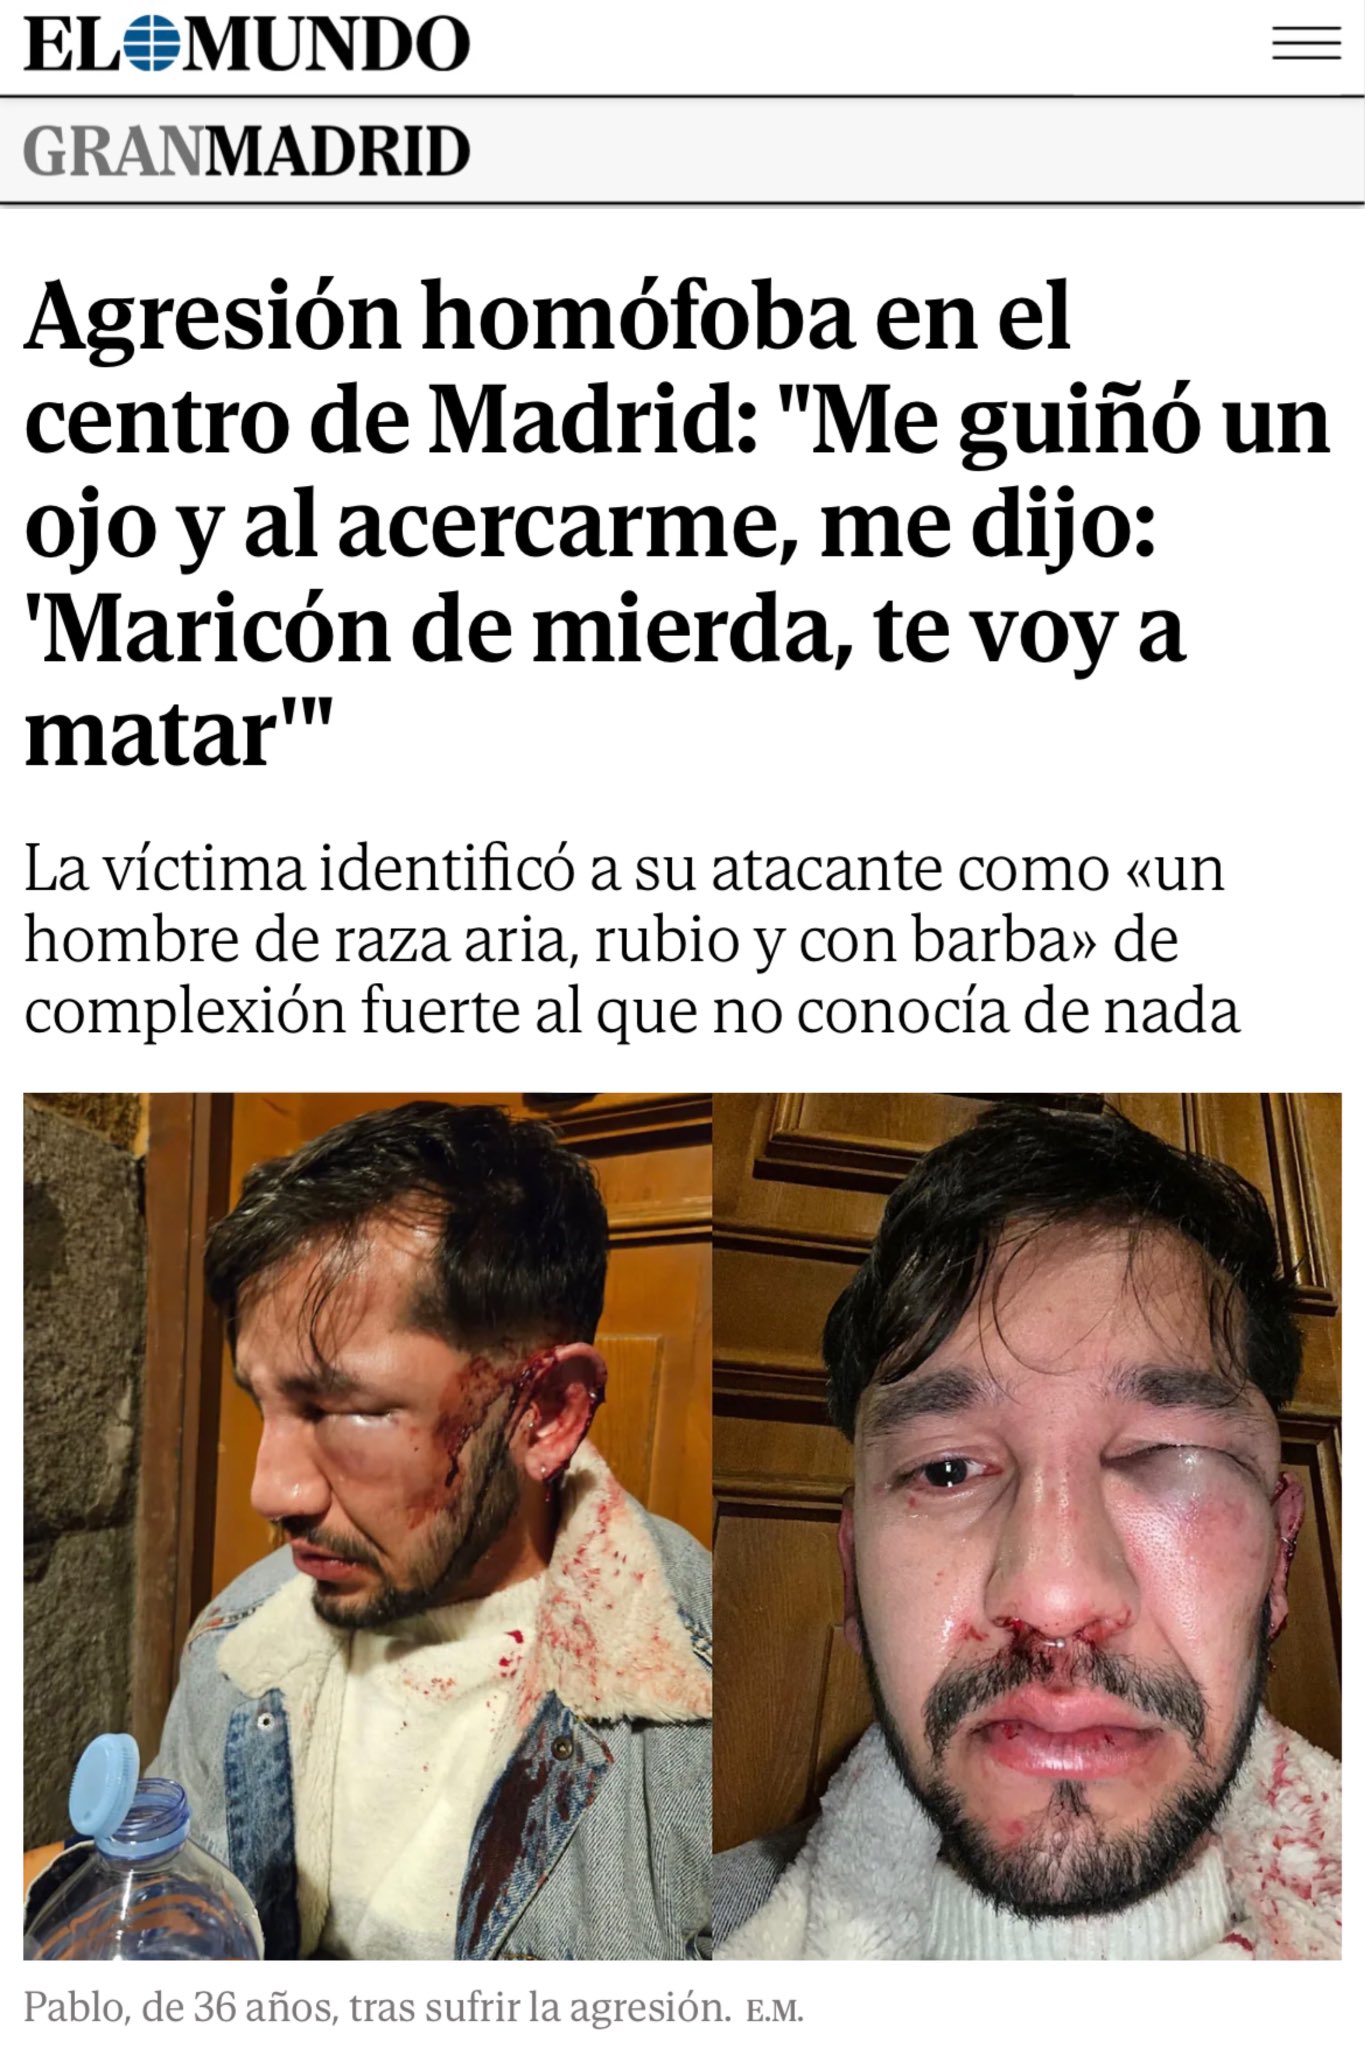 EL MUNDO
GRANMADRID
Agresión homófoba en el
centro de Madrid: "Me guiñó un
ojo y al acercarme, me dijo:
'Maricón de mierda, te voy a
matar'"
La víctima identificó a su atacante como «un
hombre de raza aria, rubio y con barba» de
complexión fuerte al que no conocía de nada
Pablo, de 36 años, tras sufrir la agresión. E.M.